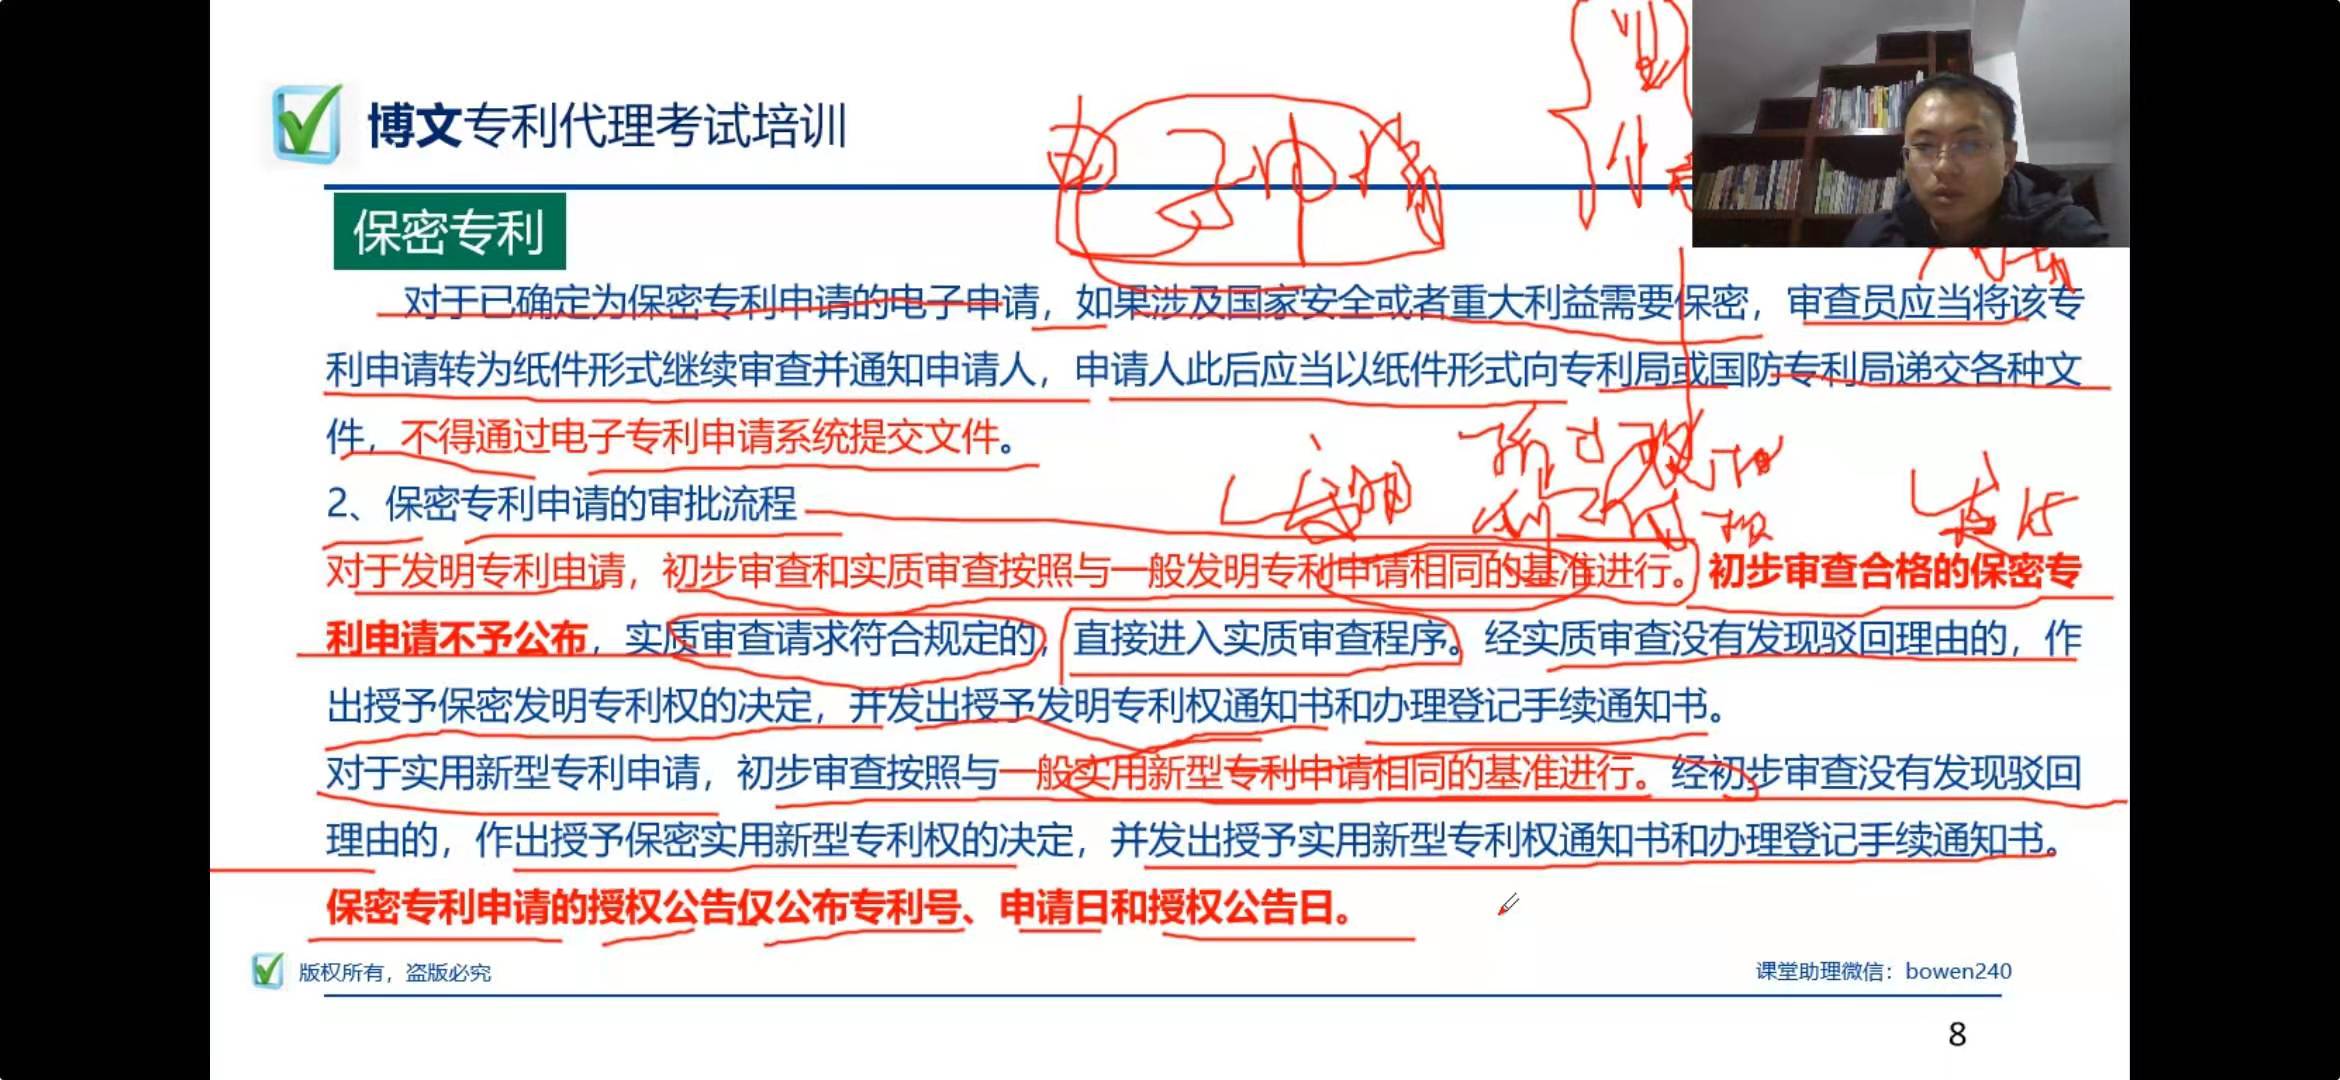 博文专利代理考试培训
保密专利
对于已确定为保密专利申请的电子申请，如果涉及国家安全或者重大利益需要保密，审查员应当将该专
利申请转为纸件形式继续审查并通知申请人，申请人此后应当以纸件形式向专利局或国防专利局递交各种文
件，不得通过电子专利申请系统提交文件。
2、保密专利申请的审批流程
对于发明专利申请，初步审查和实质审查按照与一般发明专利申请相同的基准进行。初步审查合格的保密专
利申请不予公布，实质审查请求符合规定的，直接进入实质审查程序。经实质审查没有发现驳回理由的，作
出授予保密发明专利权的决定，并发出授予发明专利权通知书和办理登记手续通知书。
对于实用新型专利申请，初步审查按照与一般实用新型专利申请相同的基准进行。经初步审查没有发现驳回
理由的，作出授予保密实用新型专利权的决定，并发出授予实用新型专利权通知书和办理登记手续通知书。
保密专利申请的授权公告仅公布专利号、申请日和授权公告日。
版权所有，盗版必究
课堂助理微信：bowen240
8